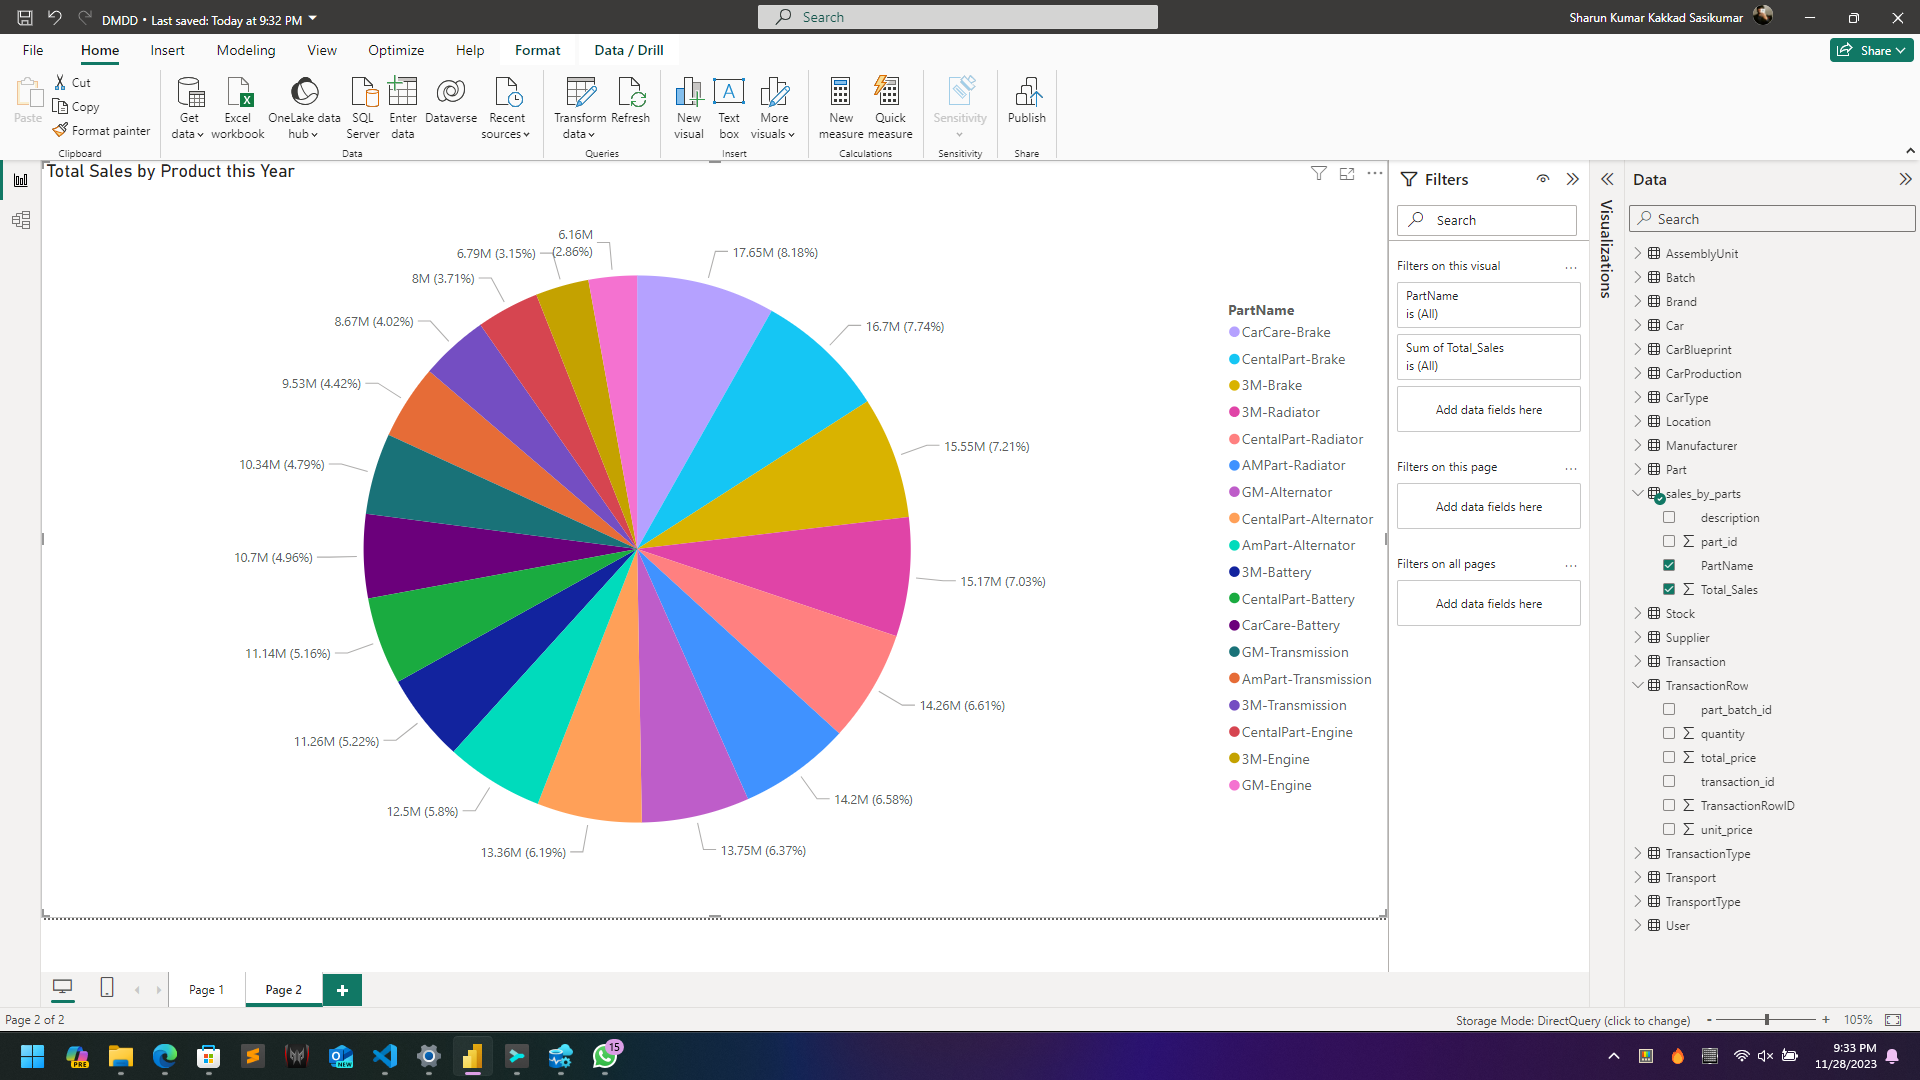 DMDD • Last saved: Today at 9:32 PM
Search
Sharun Kumar Kakkad Sasikumar
File Home Insert Modeling View Optimize Help Format Data / Drill
Share
Paste
Cut
Copy
Format painter
Clipboard
Get data
Excel workbook
OneLake data hub
SQL Server
Enter data
Dataverse
Recent sources
Data
Transform data
Refresh
Queries
New visual
Text box
More visuals
Insert
New measure
Quick measure
Calculations
Sensitivity
Sensitivity
Publish
Share
Total Sales by Product this Year
17.65M (8.18%)
16.7M (7.74%)
15.55M (7.21%)
15.17M (7.03%)
14.26M (6.61%)
14.2M (6.58%)
13.75M (6.37%)
13.36M (6.19%)
12.5M (5.8%)
11.26M (5.22%)
11.14M (5.16%)
10.7M (4.96%)
10.34M (4.79%)
9.53M (4.42%)
8.67M (4.02%)
8M (3.71%)
6.79M (3.15%)
6.16M
(2.86%)
PartName
CarCare-Brake
CentalPart-Brake
3M-Brake
3M-Radiator
CentalPart-Radiator
AMPart-Radiator
GM-Alternator
CentalPart-Alternator
AmPart-Alternator
3M-Battery
CentalPart-Battery
CarCare-Battery
GM-Transmission
AmPart-Transmission
3M-Transmission
CentalPart-Engine
3M-Engine
GM-Engine
Filters
Search
Filters on this visual
PartName
is (All)
Sum of Total_Sales
is (All)
Add data fields here
Filters on this page
Add data fields here
Filters on all pages
Add data fields here
Visualizations
Data
Search
AssemblyUnit
Batch
Brand
Car
CarBlueprint
CarProduction
CarType
Location
Manufacturer
Part
sales_by_parts
description
part_id
PartName
Total_Sales
Stock
Supplier
Transaction
TransactionRow
part_batch_id
quantity
total_price
transaction_id
TransactionRowID
unit_price
TransactionType
Transport
TransportType
User
Page 1
Page 2
Page 2 of 2
Storage Mode: DirectQuery (click to change)
- + 105%
PRE
NEW
15
9:33 PM
11/28/2023